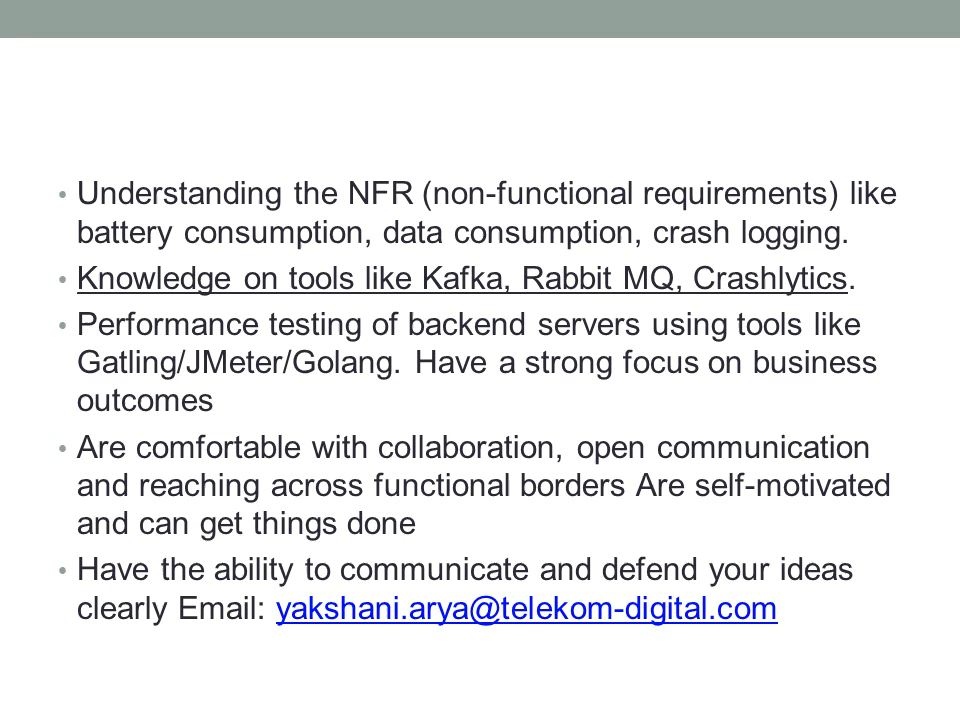 • Understanding the NFR (non-functional requirements) like
battery consumption, data consumption, crash logging.
• Knowledge on tools like Kafka, Rabbit MQ, Crashlytics.
• Performance testing of backend servers using tools like
Gatling/JMeter/Golang. Have a strong focus on business
outcomes
• Are comfortable with collaboration, open communication
and reaching across functional borders Are self-motivated
and can get things done
• Have the ability to communicate and defend your ideas
clearly Email: yakshani.arya@telekom-digital.com